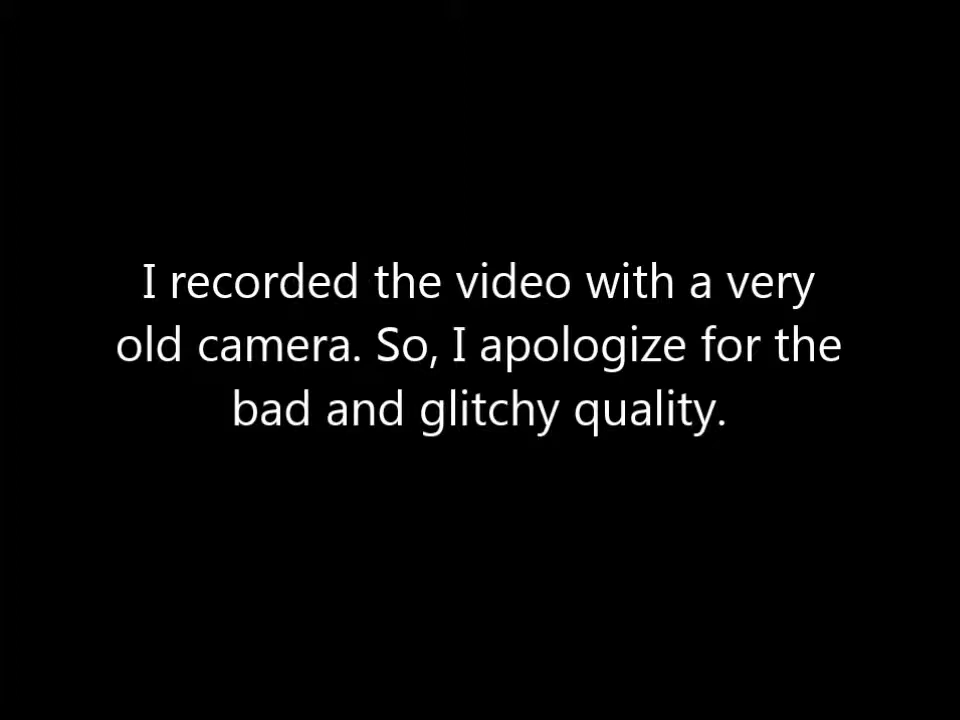 I recorded the video with a very
old camera. So, I apologize for the
bad and glitchy quality.